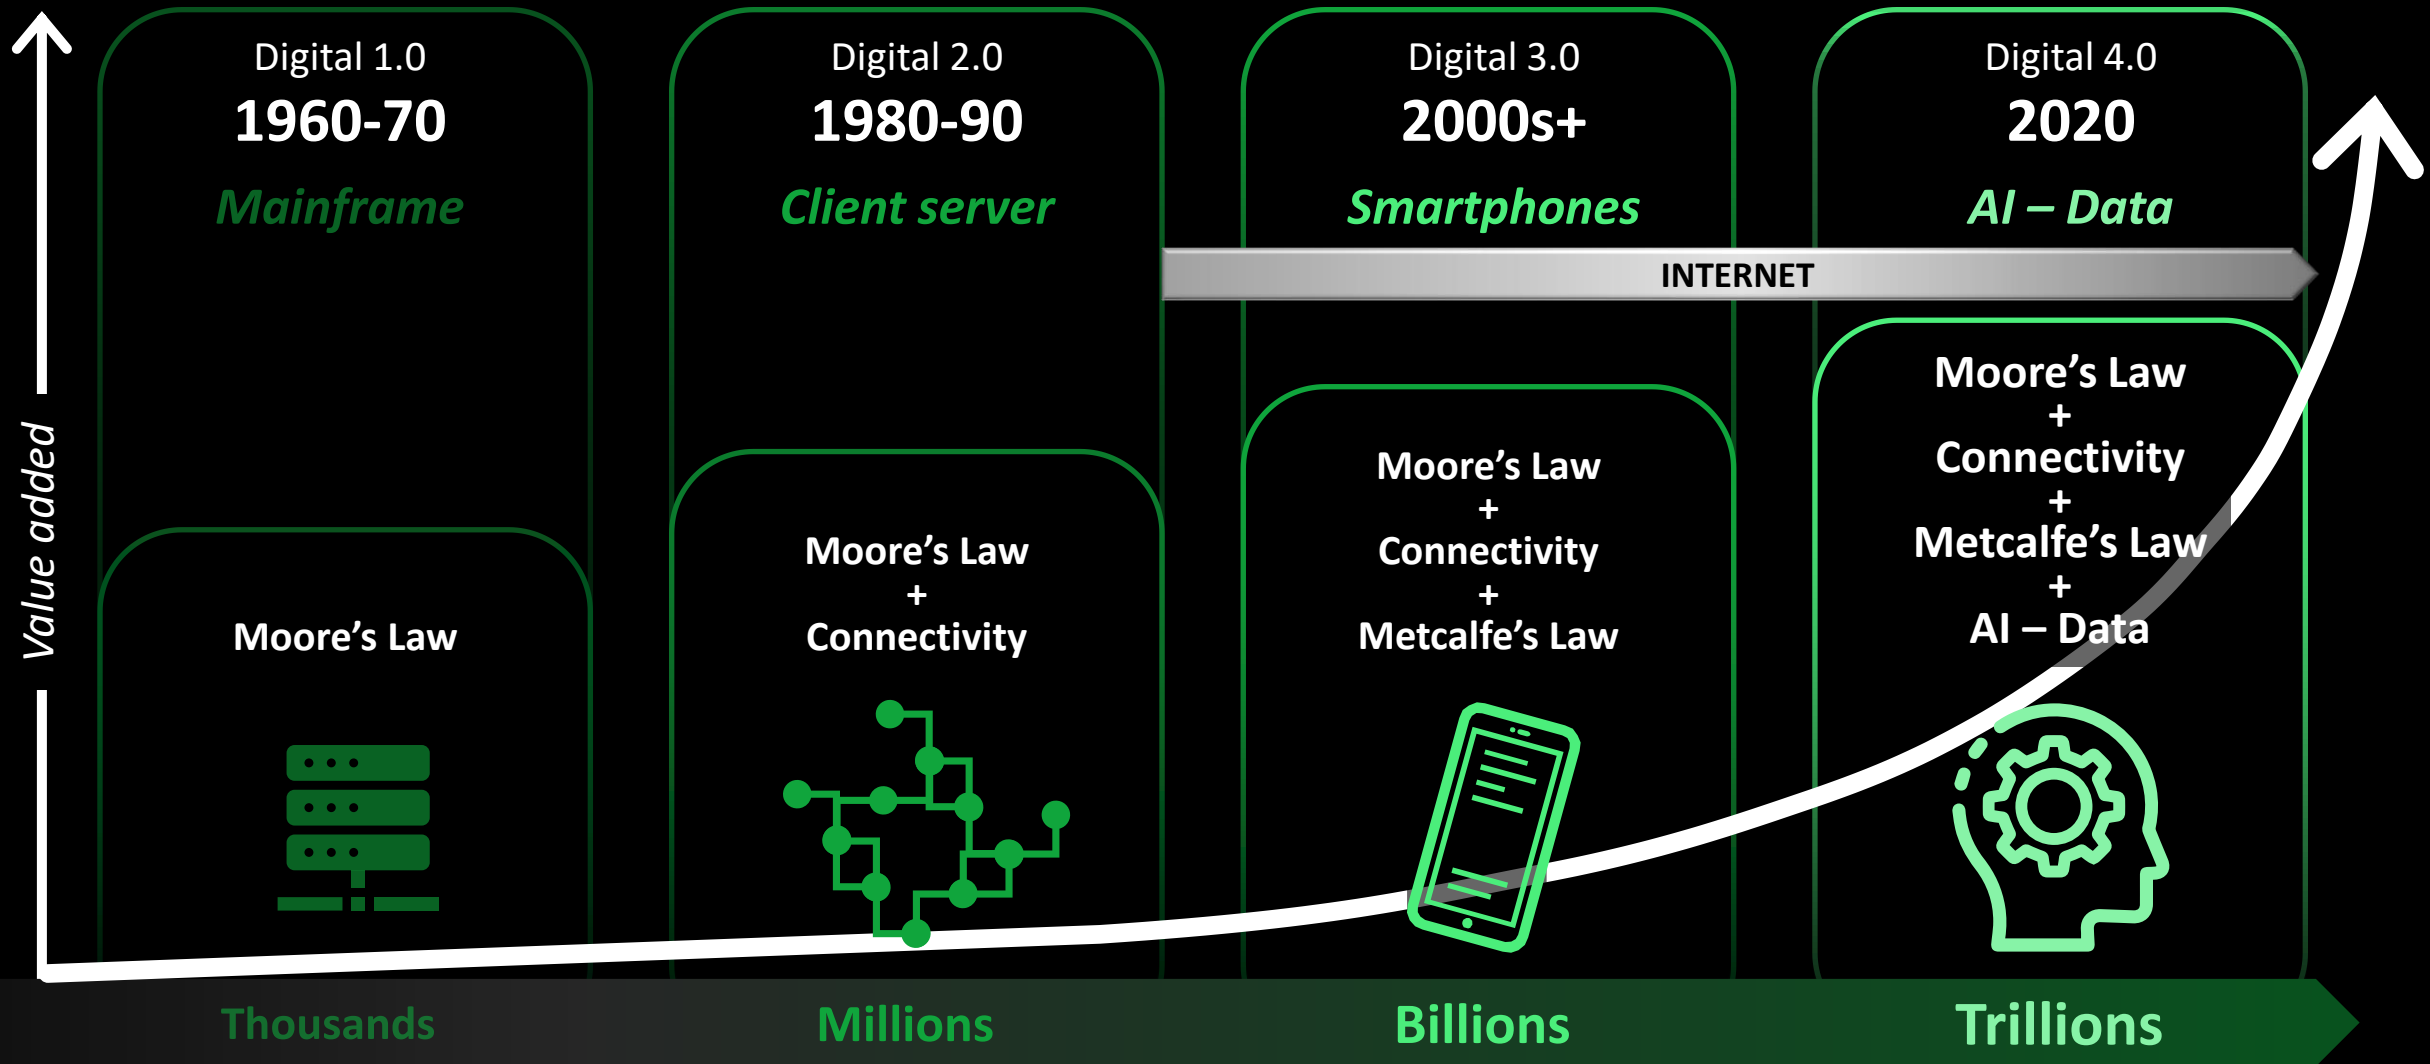 Value added
Digital 1.0
1960-70
Mainframe
Moore’s Law
Thousands
Digital 2.0
1980-90
Client server
Moore’s Law
+
Connectivity
Millions
Digital 3.0
2000s+
Smartphones
Moore’s Law
+
Connectivity
+
Metcalfe’s Law
Billions
Digital 4.0
2020
AI – Data
INTERNET
Moore’s Law
+
Connectivity
+
Metcalfe’s Law
+
AI – Data
Trillions